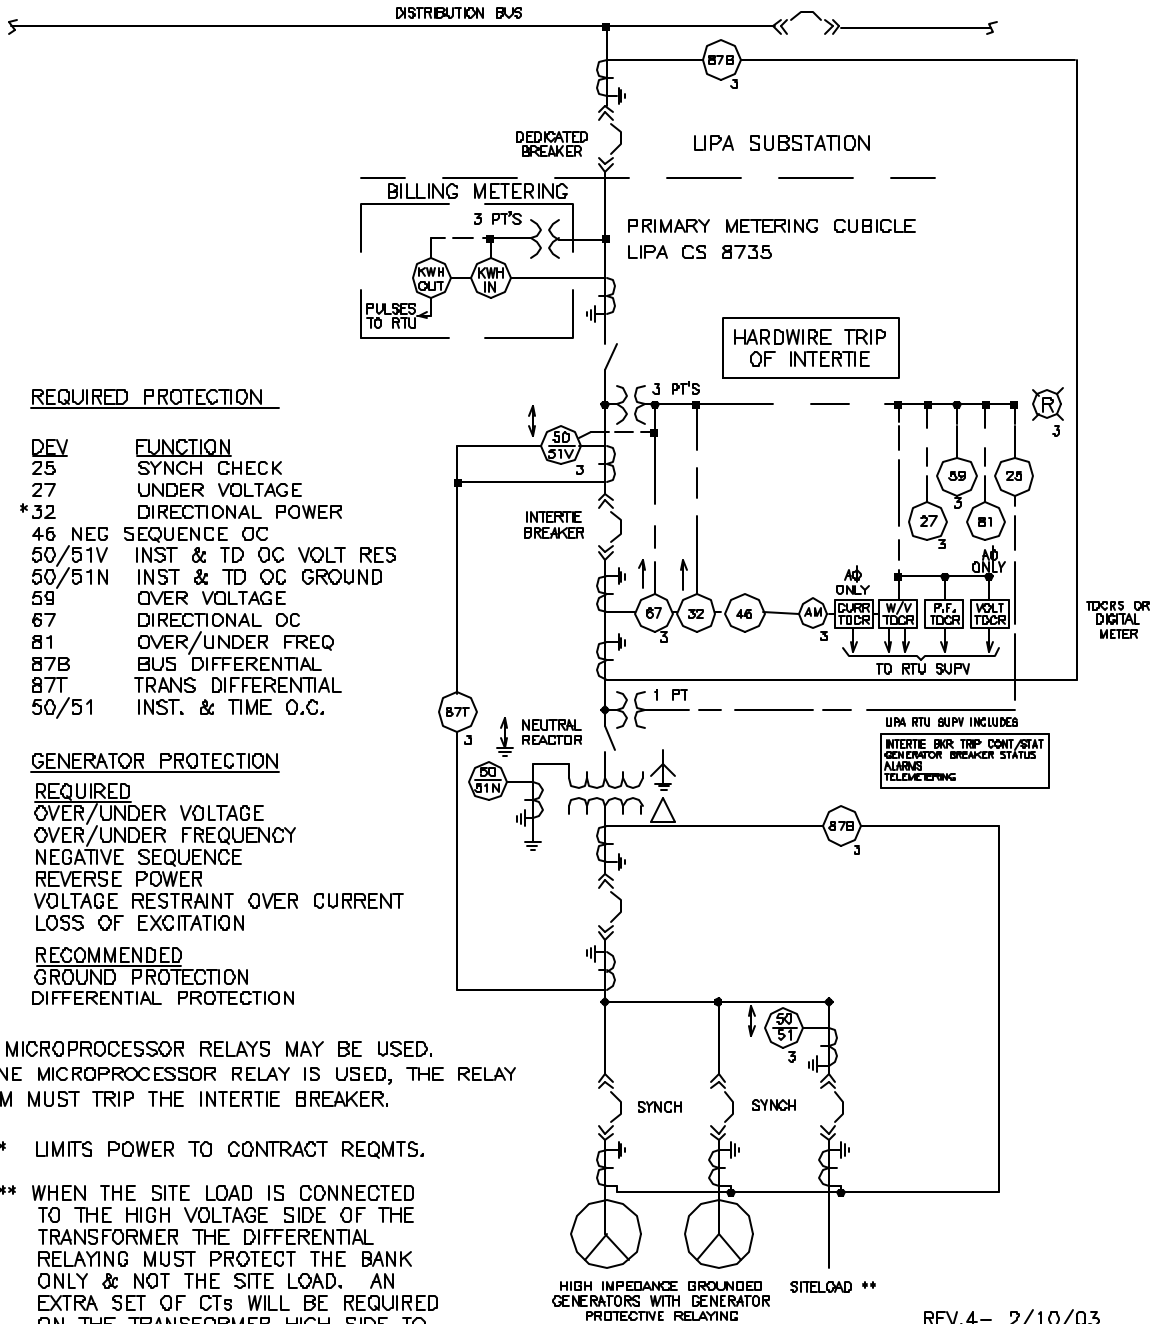 DISTRIBUTION BUS
87B
3
DEDICATED
BREAKER
LIPA SUBSTATION
BILLING METERING
3 PT'S
PRIMARY METERING CUBICLE
LIPA CS 8735
KWH
OUT
KWH
IN
PULSES
TO RTU
HARDWIRE TRIP
OF INTERTIE
3 PT'S
R
3
50
51V
3
59
3
25
27
3
81
INTERTIE
BREAKER
AØ
ONLY
AØ
ONLY
67
3
32
46
AM
3
CURR
TDCR
W/V
TDCR
P.F.
TDCR
VOLT
TDCR
TDCRS OR
DIGITAL
METER
TO RTU SUPV
1 PT
87T
3
NEUTRAL
REACTOR
LIPA RTU SUPV INCLUDES
INTERTIE BKR TRIP CONT/STAT
GENERATOR BREAKER STATUS
ALARMS
TELEMETERING
50
51N
87B
3
50
51
3
SYNCH
SYNCH
HIGH IMPEDANCE GROUNDED
GENERATORS WITH GENERATOR
PROTECTIVE RELAYING
SITELOAD **
REQUIRED PROTECTION
DEV FUNCTION
25 SYNCH CHECK
27 UNDER VOLTAGE
*32 DIRECTIONAL POWER
46 NEG SEQUENCE OC
50/51V INST & TD OC VOLT RES
50/51N INST & TD OC GROUND
59 OVER VOLTAGE
67 DIRECTIONAL OC
81 OVER/UNDER FREQ
87B BUS DIFFERENTIAL
87T TRANS DIFFERENTIAL
50/51 INST. & TIME O.C.
GENERATOR PROTECTION
REQUIRED
OVER/UNDER VOLTAGE
OVER/UNDER FREQUENCY
NEGATIVE SEQUENCE
REVERSE POWER
VOLTAGE RESTRAINT OVER CURRENT
LOSS OF EXCITATION
RECOMMENDED
GROUND PROTECTION
DIFFERENTIAL PROTECTION
MICROPROCESSOR RELAYS MAY BE USED.
NE MICROPROCESSOR RELAY IS USED, THE RELAY
M MUST TRIP THE INTERTIE BREAKER.
* LIMITS POWER TO CONTRACT REQMTS.
** WHEN THE SITE LOAD IS CONNECTED
TO THE HIGH VOLTAGE SIDE OF THE
TRANSFORMER THE DIFFERENTIAL
RELAYING MUST PROTECT THE BANK
ONLY & NOT THE SITE LOAD. AN
EXTRA SET OF CTs WILL BE REQUIRED
ON THE TRANSFORMER HIGH SIDE TO
REV.4- 2/10/03